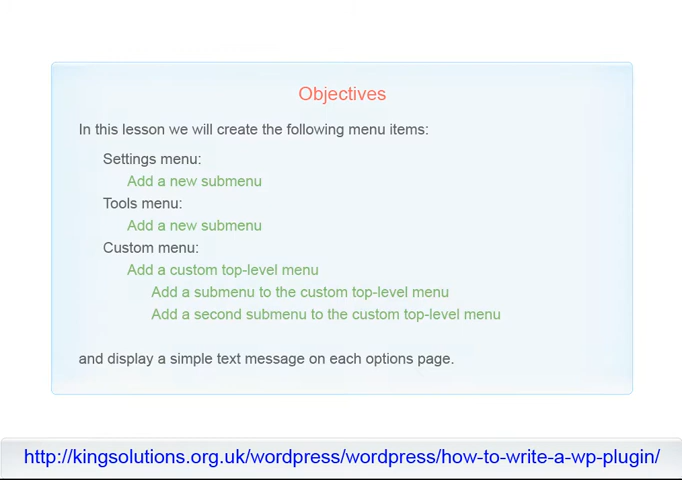 Objectives
In this lesson we will create the following menu items:
Settings menu:
Add a new submenu
Tools menu:
Add a new submenu
Custom menu:
Add a custom top-level menu
Add a submenu to the custom top-level menu
Add a second submenu to the custom top-level menu
and display a simple text message on each options page.
http://kingsolutions.org.uk/wordpress/wordpress/how-to-write-a-wp-plugin/